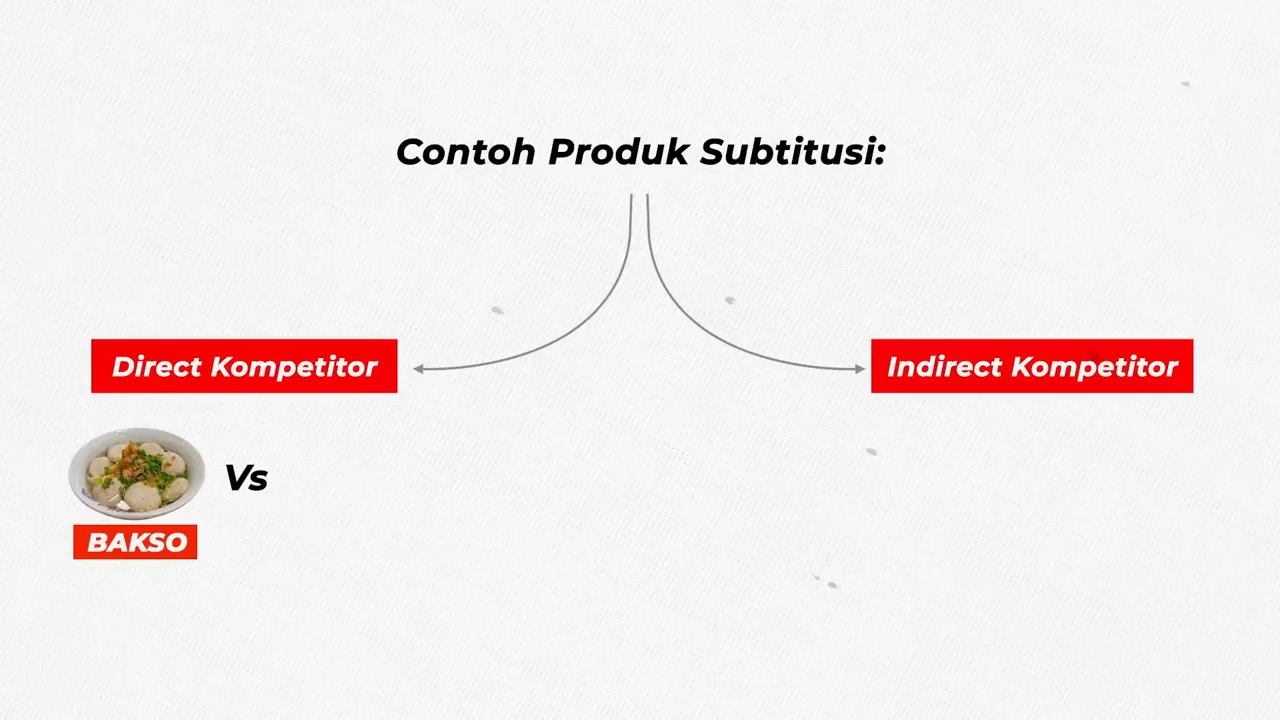 Contoh Produk Subtitusi:
Direct Kompetitor
Indirect Kompetitor
Vs
BAKSO